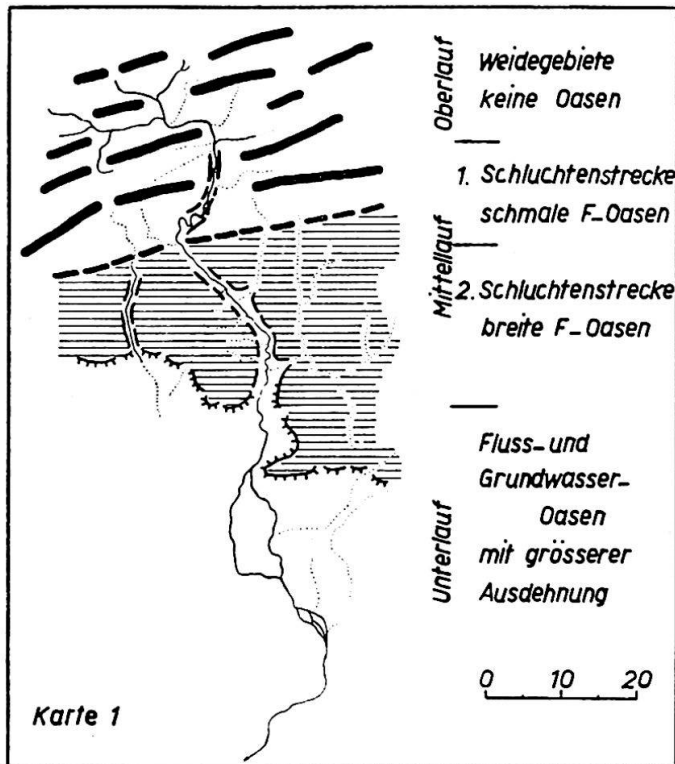 Oberlauf
Weidegebiete
keine Oasen
Mittellauf
1. Schluchtenstrecke
schmale F-Oasen
2. Schluchtenstrecke
breite F-Oasen
Unterlauf
Fluss- und
Grundwasser-
Oasen
mit grösserer
Ausdehnung
0 10 20
Karte 1